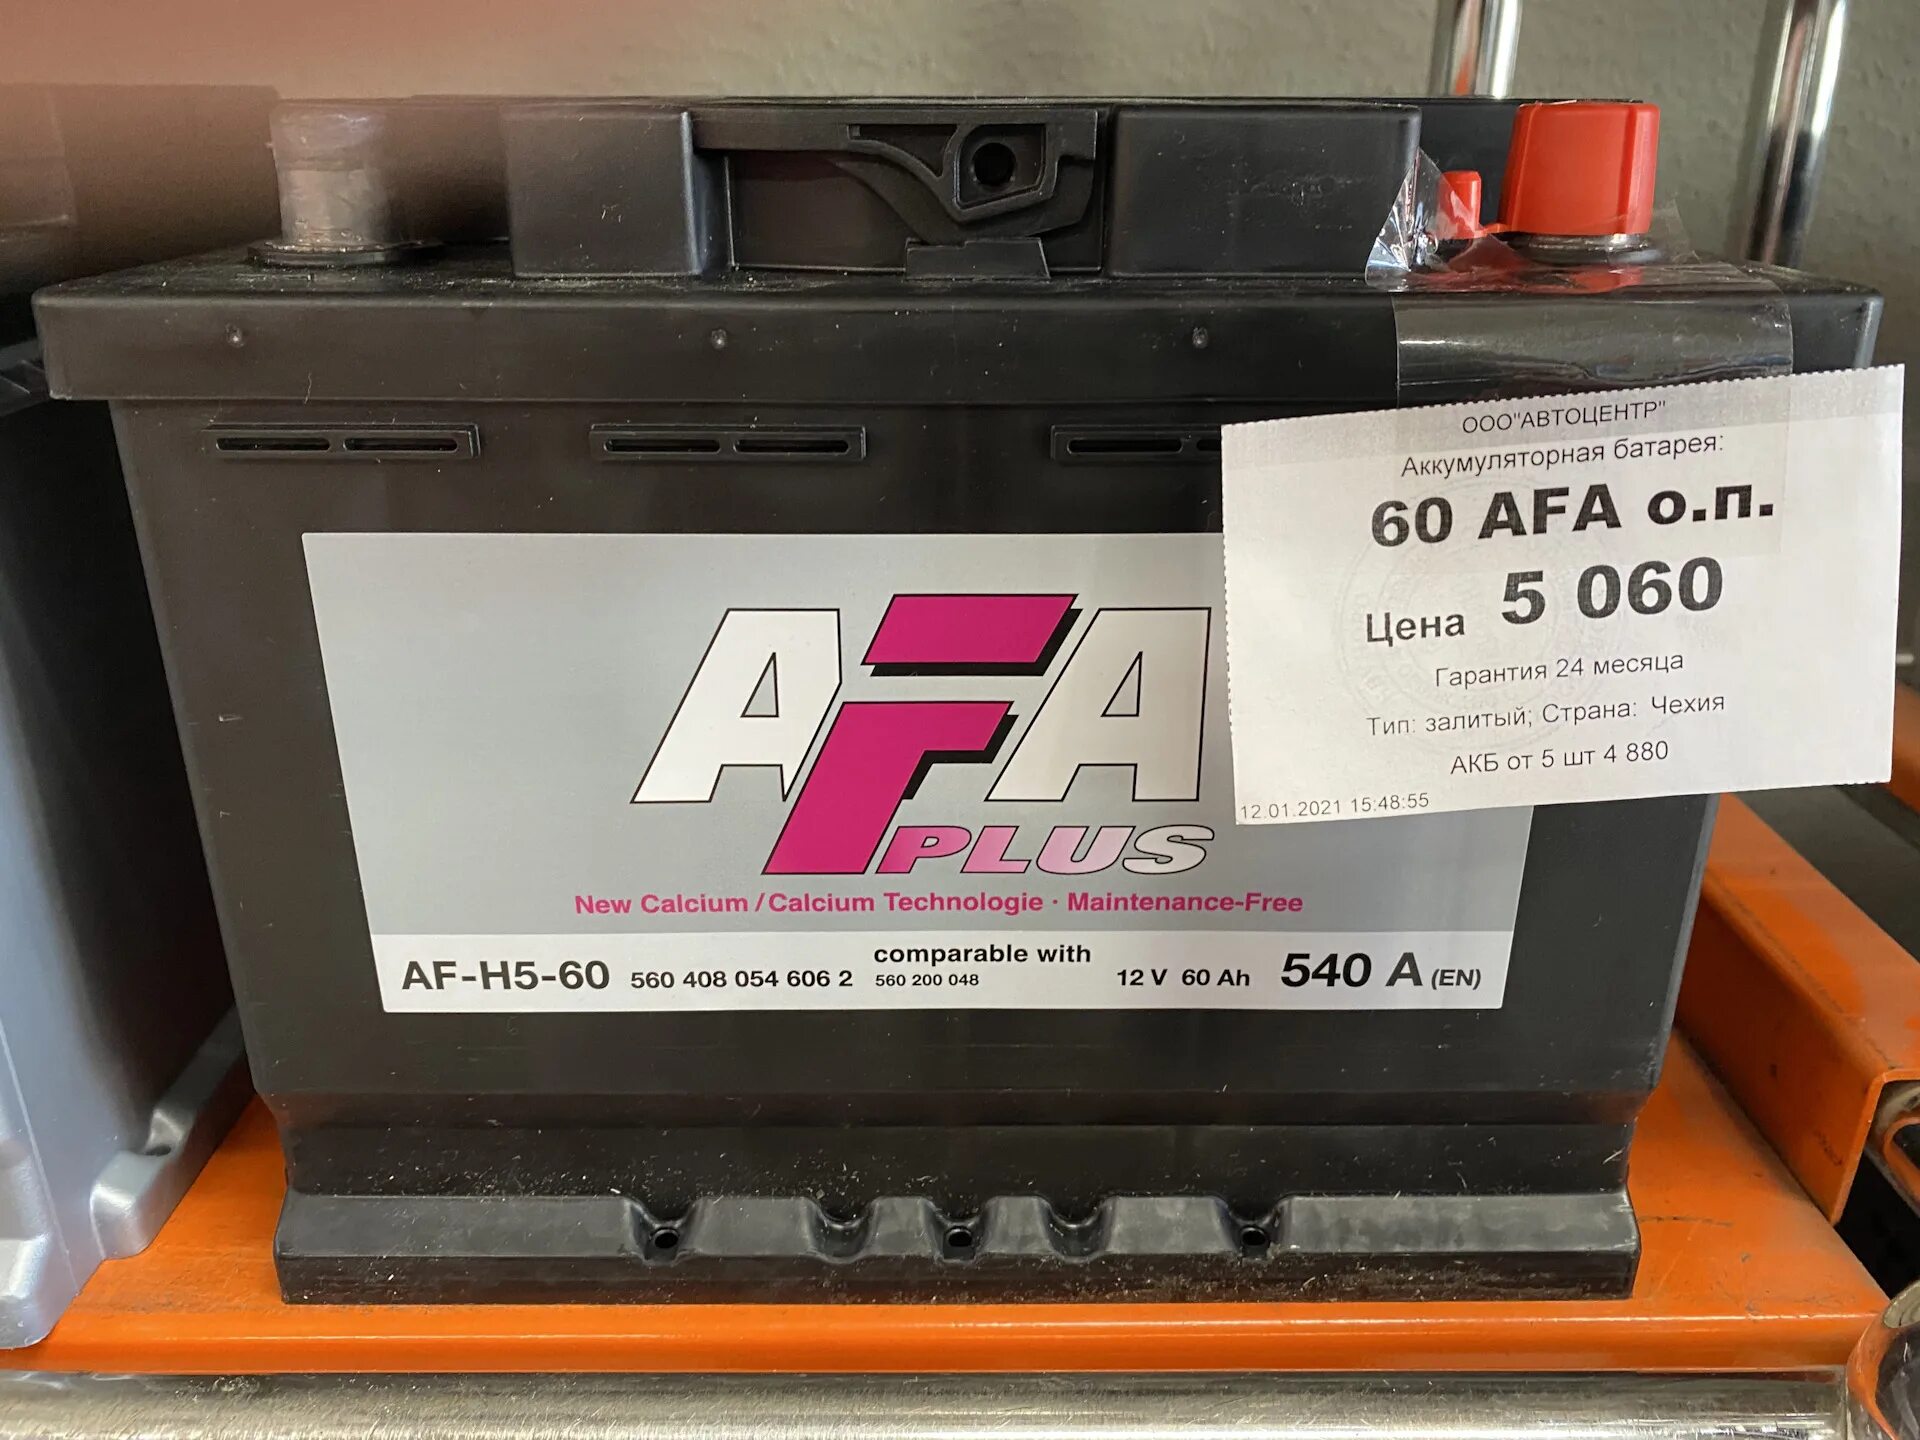 ООО"АВТОЦЕНТР"
Аккумуляторная батарея:
60 AFA о.п.
Цена 5 060
Гарантия 24 месяца
Тип: залитый; Страна: Чехия
АКБ от 5 шт 4 880
12.01.2021 15:48:55
AFA
PLUS
New Calcium / Calcium Technologie · Maintenance-Free
AF-H5-60 560 408 054 606 2 comparable with 560 200 048 12 V 60 Ah 540 A (EN)